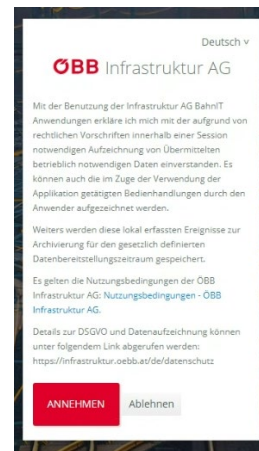 Deutsch
ÖBB Infrastruktur AG
Mit der Benutzung der Infrastruktur AG BahnIT
Anwendungen erkläre ich mich mit der aufgrund von
rechtlichen Vorschriften innerhalb einer Session
notwendigen Aufzeichnung von Übermittelten
betrieblich notwendigen Daten einverstanden. Es
können auch die im Zuge der Verwendung der
Applikation getätigten Bedienhandlungen durch den
Anwender aufgezeichnet werden.
Weiters werden diese lokal erfassten Ereignisse zur
Archivierung für den gesetzlich definierten
Datenbereitstellungszeitraum gespeichert.
Es gelten die Nutzungsbedingungen der ÖBB
Infrastruktur AG: Nutzungsbedingungen - ÖBB
Infrastruktur AG.
Details zur DSGVO und Datenaufzeichnung können
unter folgendem Link abgerufen werden:
https://infrastruktur.oebb.at/de/datenschutz
ANNEHMEN Ablehnen